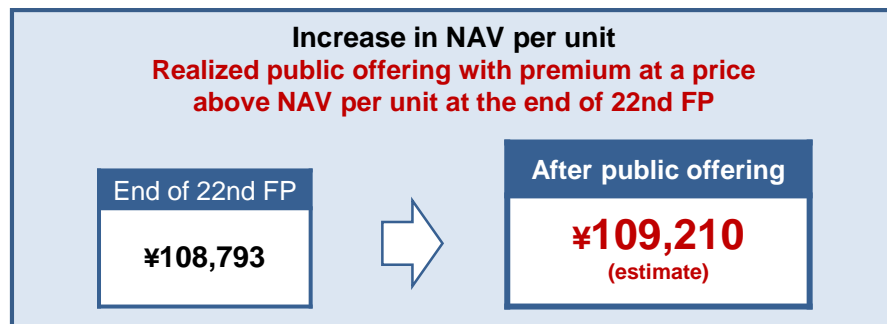 Increase in NAV per unit
Realized public offering with premium at a price
above NAV per unit at the end of 22nd FP
End of 22nd FP
¥108,793
After public offering
¥109,210
(estimate)